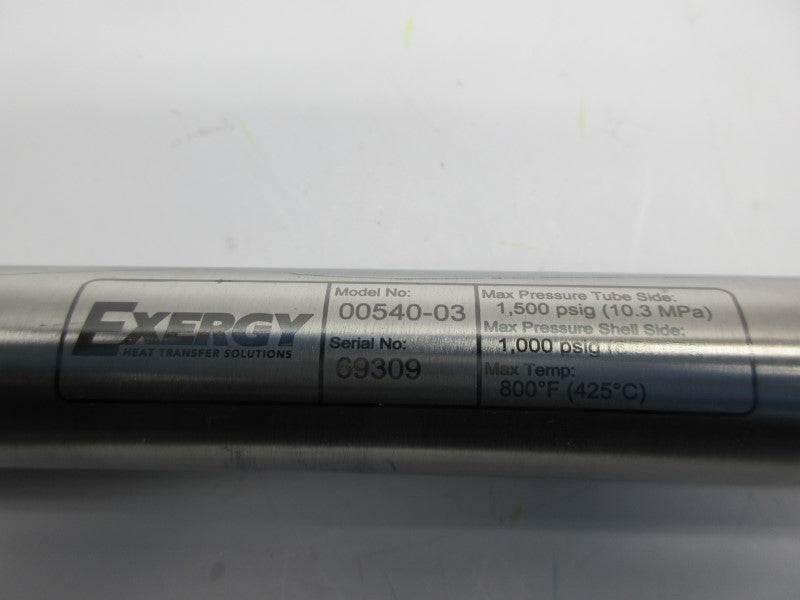 EXERGY
HEAT TRANSFER SOLUTIONS
Model No:
00540-03
Serial No:
69309
Max Pressure Tube Side:
1,500 psig (10.3 MPa)
Max Pressure Shell Side:
1,000 psig
Max Temp:
800°F (425°C)